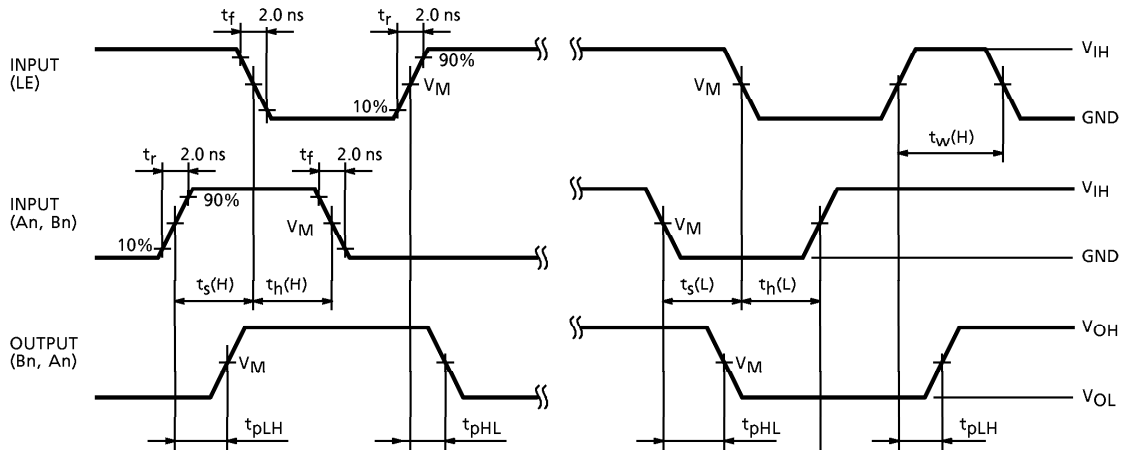 tf 2.0 ns tr 2.0 ns
INPUT
(LE)
90%
VM
10%
VM
VIH
GND
tw(H)
tr 2.0 ns tf 2.0 ns
INPUT
(An, Bn)
90%
VM
10%
VM
VIH
GND
ts(H) th(H)
ts(L) th(L)
OUTPUT
(Bn, An)
VM
VM
VOH
VOL
tpLH tpHL tpHL tpLH